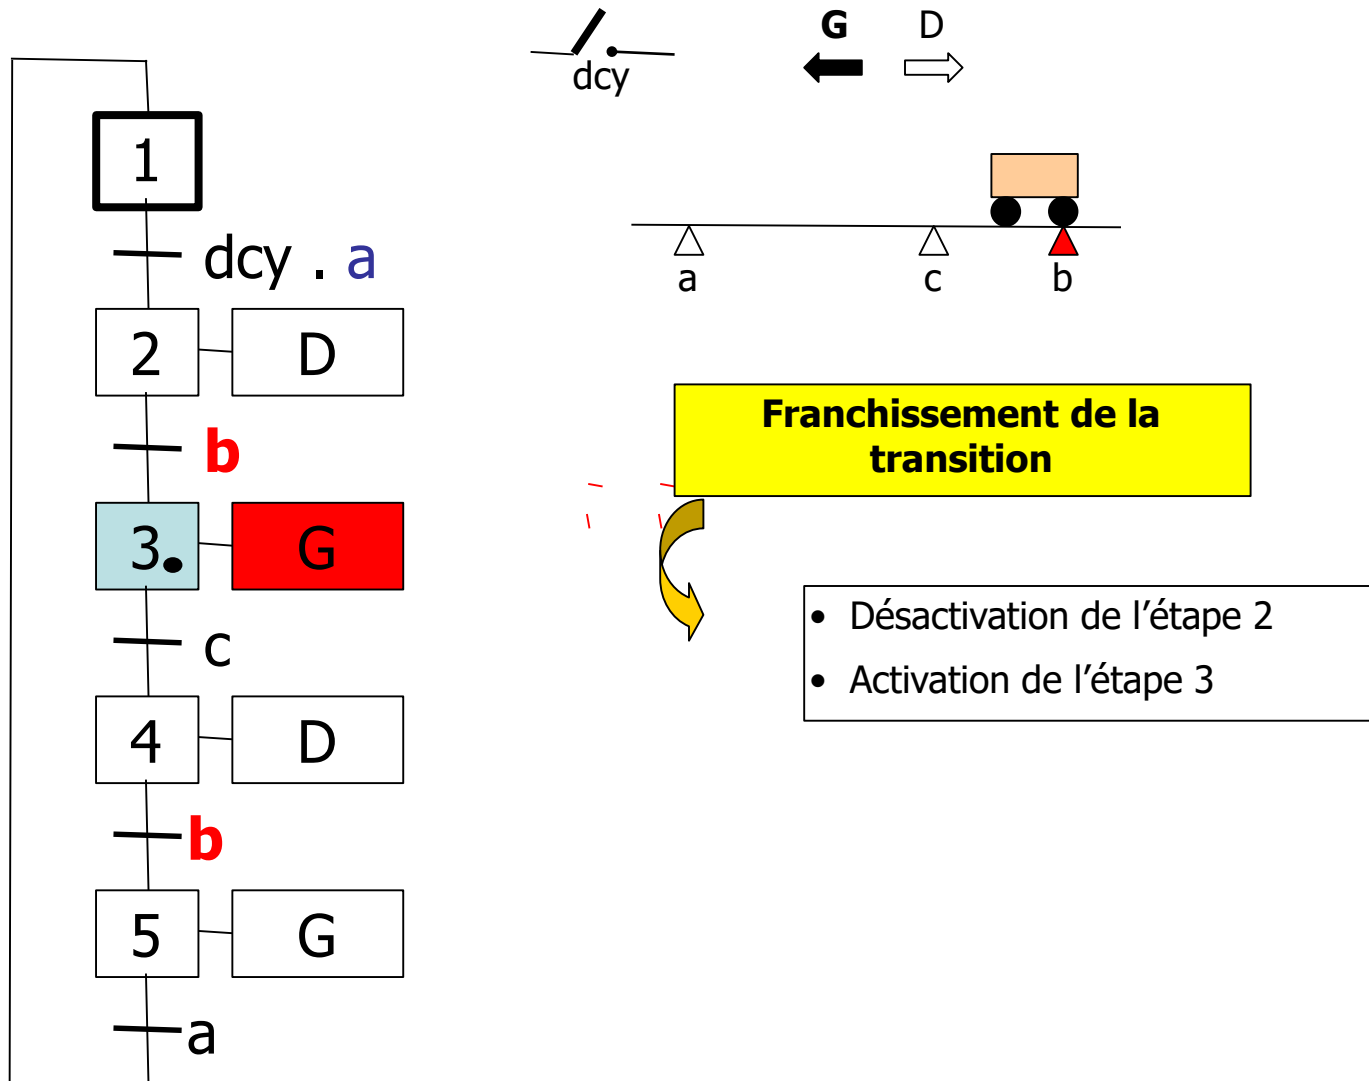 G D
dcy
1
dcy . a
a c b
2 D
Franchissement de la
transition
b
3 G
• Désactivation de l’étape 2
c
• Activation de l’étape 3
4 D
b
5 G
a